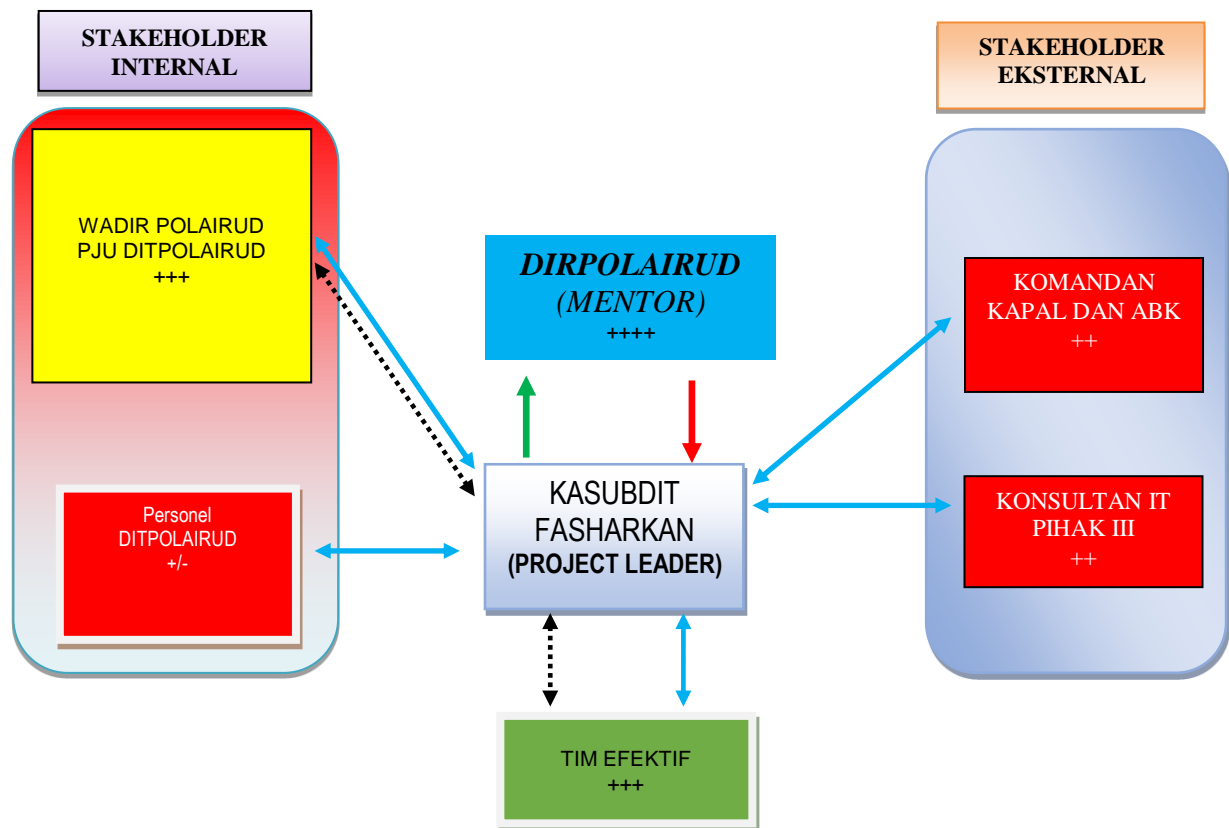 STAKEHOLDER
INTERNAL
STAKEHOLDER
EKSTERNAL
WADIR POLAIRUD
PJU DITPOLAIRUD
+++
DIRPOLAIRUD
(MENTOR)
++++
KOMANDAN
KAPAL DAN ABK
++
Personel
DITPOLAIRUD
+/-
KASUBDIT
FASHARKAN
(PROJECT LEADER)
KONSULTAN IT
PIHAK III
++
TIM EFEKTIF
+++